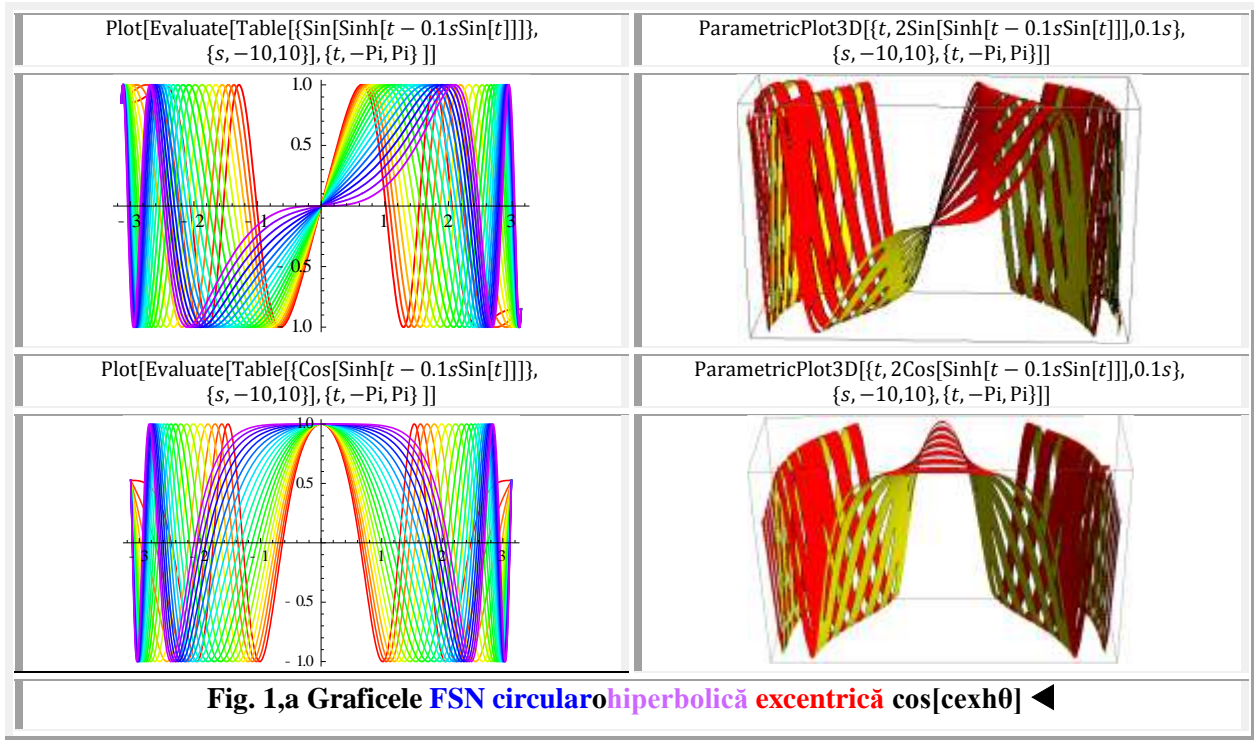 Plot[Evaluate[Table[{Sin[Sinh[t − 0.1sSin[t]]]},
{s, −10,10}], {t, −Pi, Pi} ]]
ParametricPlot3D[{t, 2Sin[Sinh[t − 0.1sSin[t]]],0.1s},
{s, −10,10}, {t, −Pi, Pi}]]
1.0
0.5
- 3
2
- 1
1
2
3
0.5
1.0
Plot[Evaluate[Table[{Cos[Sinh[t − 0.1sSin[t]]]},
{s, −10,10}], {t, −Pi, Pi} ]]
ParametricPlot3D[{t, 2Cos[Sinh[t − 0.1sSin[t]]],0.1s},
{s, −10,10}, {t, −Pi, Pi}]]
1.0
0.5
- 3
- 2
- 1
1
2
3
- 0.5
- 1.0
Fig. 1,a Graficele FSN circularohiperbolică excentrică cos[cexhθ] ◄